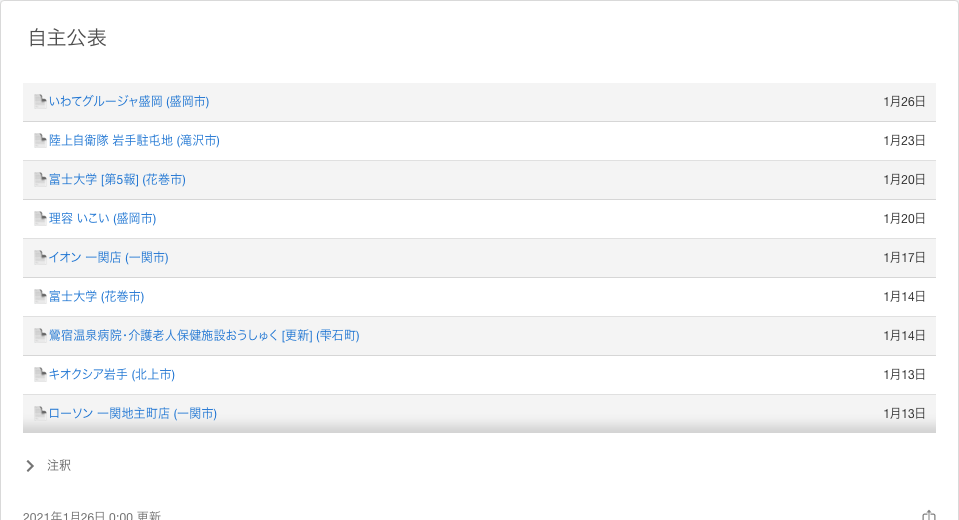 自主公表
いわてグルージャ盛岡 (盛岡市) 1月26日
陸上自衛隊 岩手駐屯地 (滝沢市) 1月23日
富士大学 [第5報] (花巻市) 1月20日
理容 いこい (盛岡市) 1月20日
イオン 一関店 (一関市) 1月17日
富士大学 (花巻市) 1月14日
鶯宿温泉病院・介護老人保健施設おうしゅく [更新] (雫石町) 1月14日
キオクシア岩手 (北上市) 1月13日
ローソン 一関地主町店 (一関市) 1月13日
注釈
2021年1月26日 0:00 更新